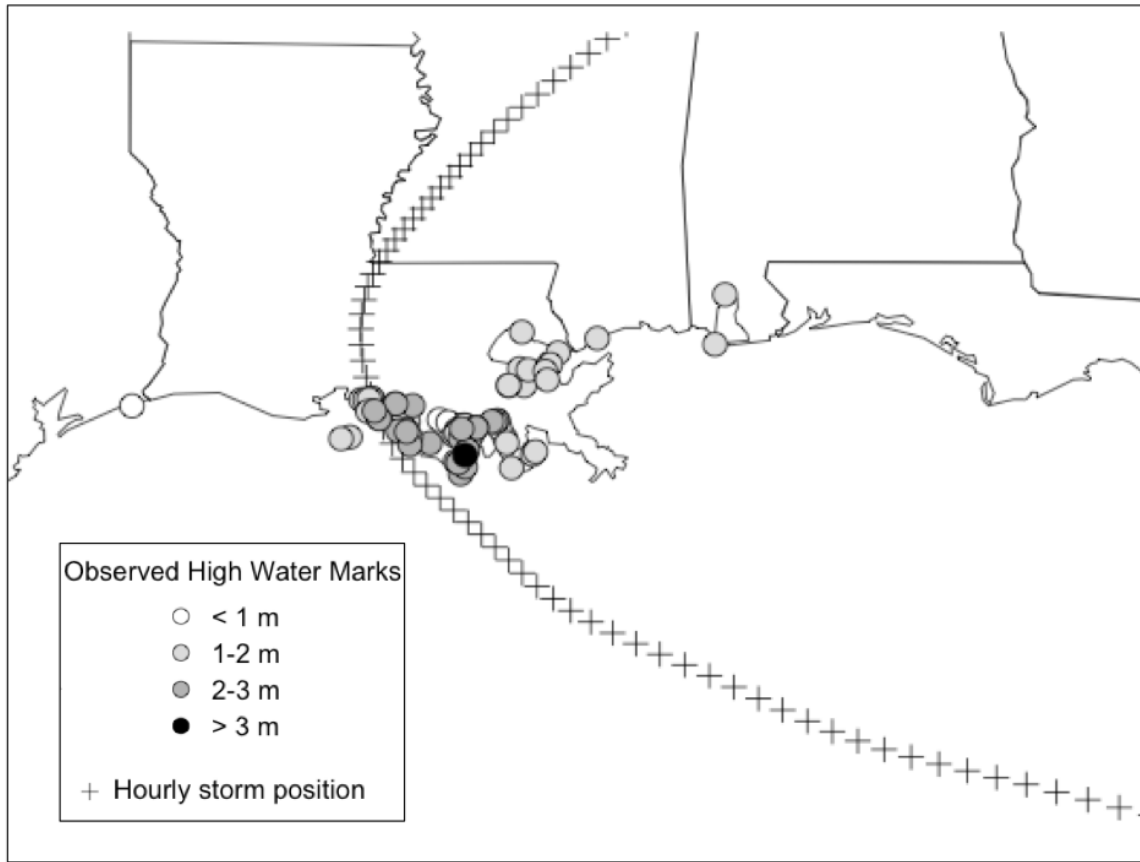 Observed High Water Marks
< 1 m
1-2 m
2-3 m
> 3 m
Hourly storm position